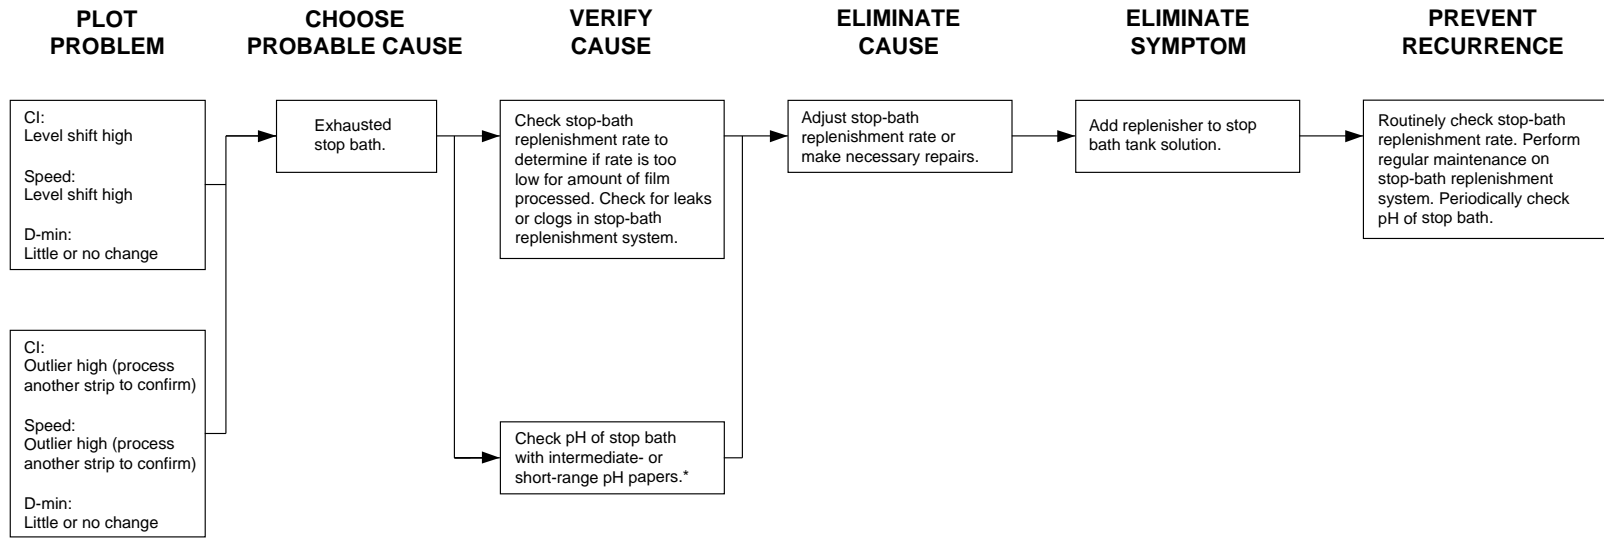 PLOT
PROBLEM
CHOOSE
PROBABLE CAUSE
VERIFY
CAUSE
ELIMINATE
CAUSE
ELIMINATE
SYMPTOM
PREVENT
RECURRENCE
CI:
Level shift high
Speed:
Level shift high
D-min:
Little or no change
Exhausted
stop bath.
Check stop-bath
replenishment rate to
determine if rate is too
low for amount of film
processed. Check for leaks
or clogs in stop-bath
replenishment system.
Adjust stop-bath
replenishment rate or
make necessary repairs.
Add replenisher to stop
bath tank solution.
Routinely check stop-bath
replenishment rate. Perform
regular maintenance on
stop-bath replenishment
system. Periodically check
pH of stop bath.
CI:
Outlier high (process
another strip to confirm)
Speed:
Outlier high (process
another strip to confirm)
D-min:
Little or no change
Check pH of stop bath
with intermediate- or
short-range pH papers.*